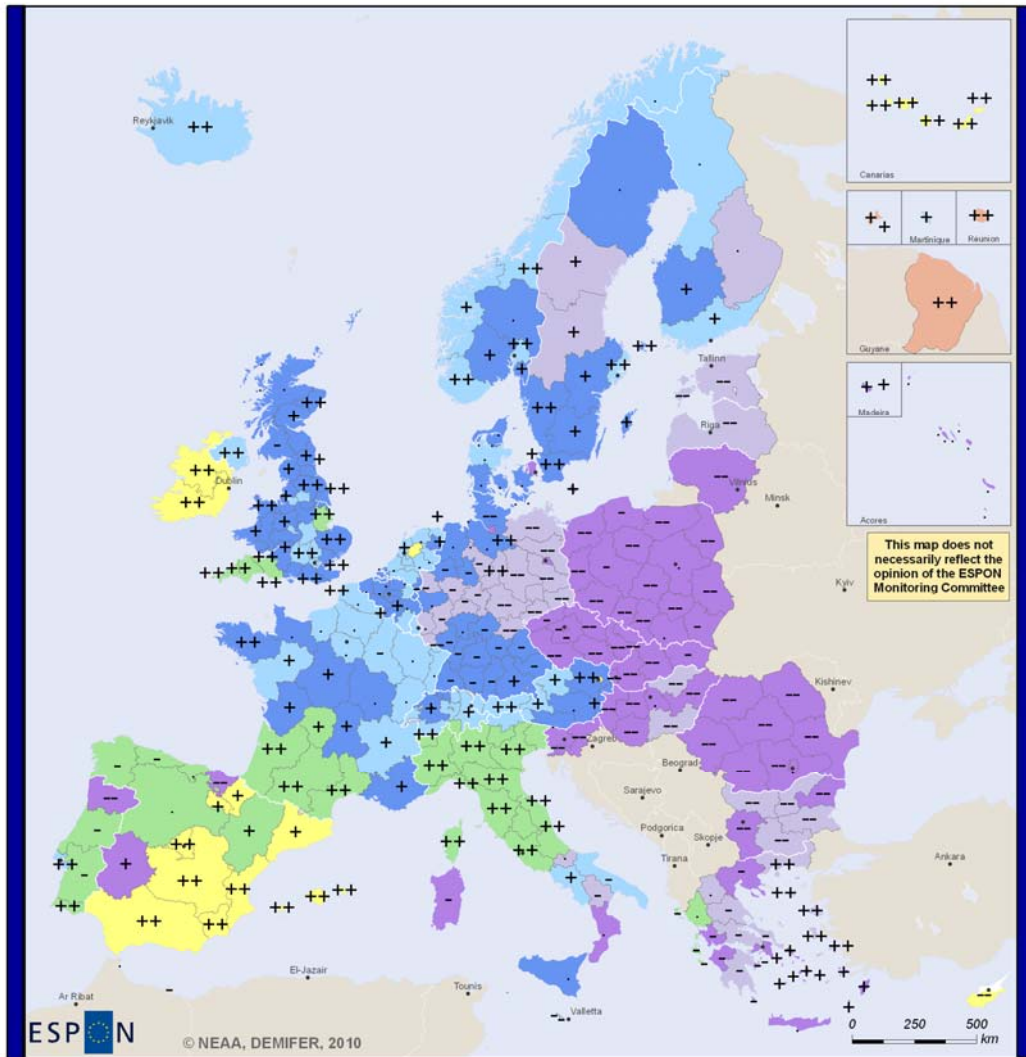 Reykjavik
Canarias
Martinique
Réunion
Guyane
Madeira
Acores
This map does not
necessarily reflect the
opinion of the ESPON
Monitoring Committee
Tallinn
Riga
Vilnius
Minsk
Dublin
Kyiv
Kishinev
Zagreb
Beograd
Sarajevo
Podgorica
Skopje
Tirana
Ankara
El-Jazair
Tounis
Ar Ribat
Valletta
ESPON
© NEAA, DEMIFER, 2010
0 250 500
km